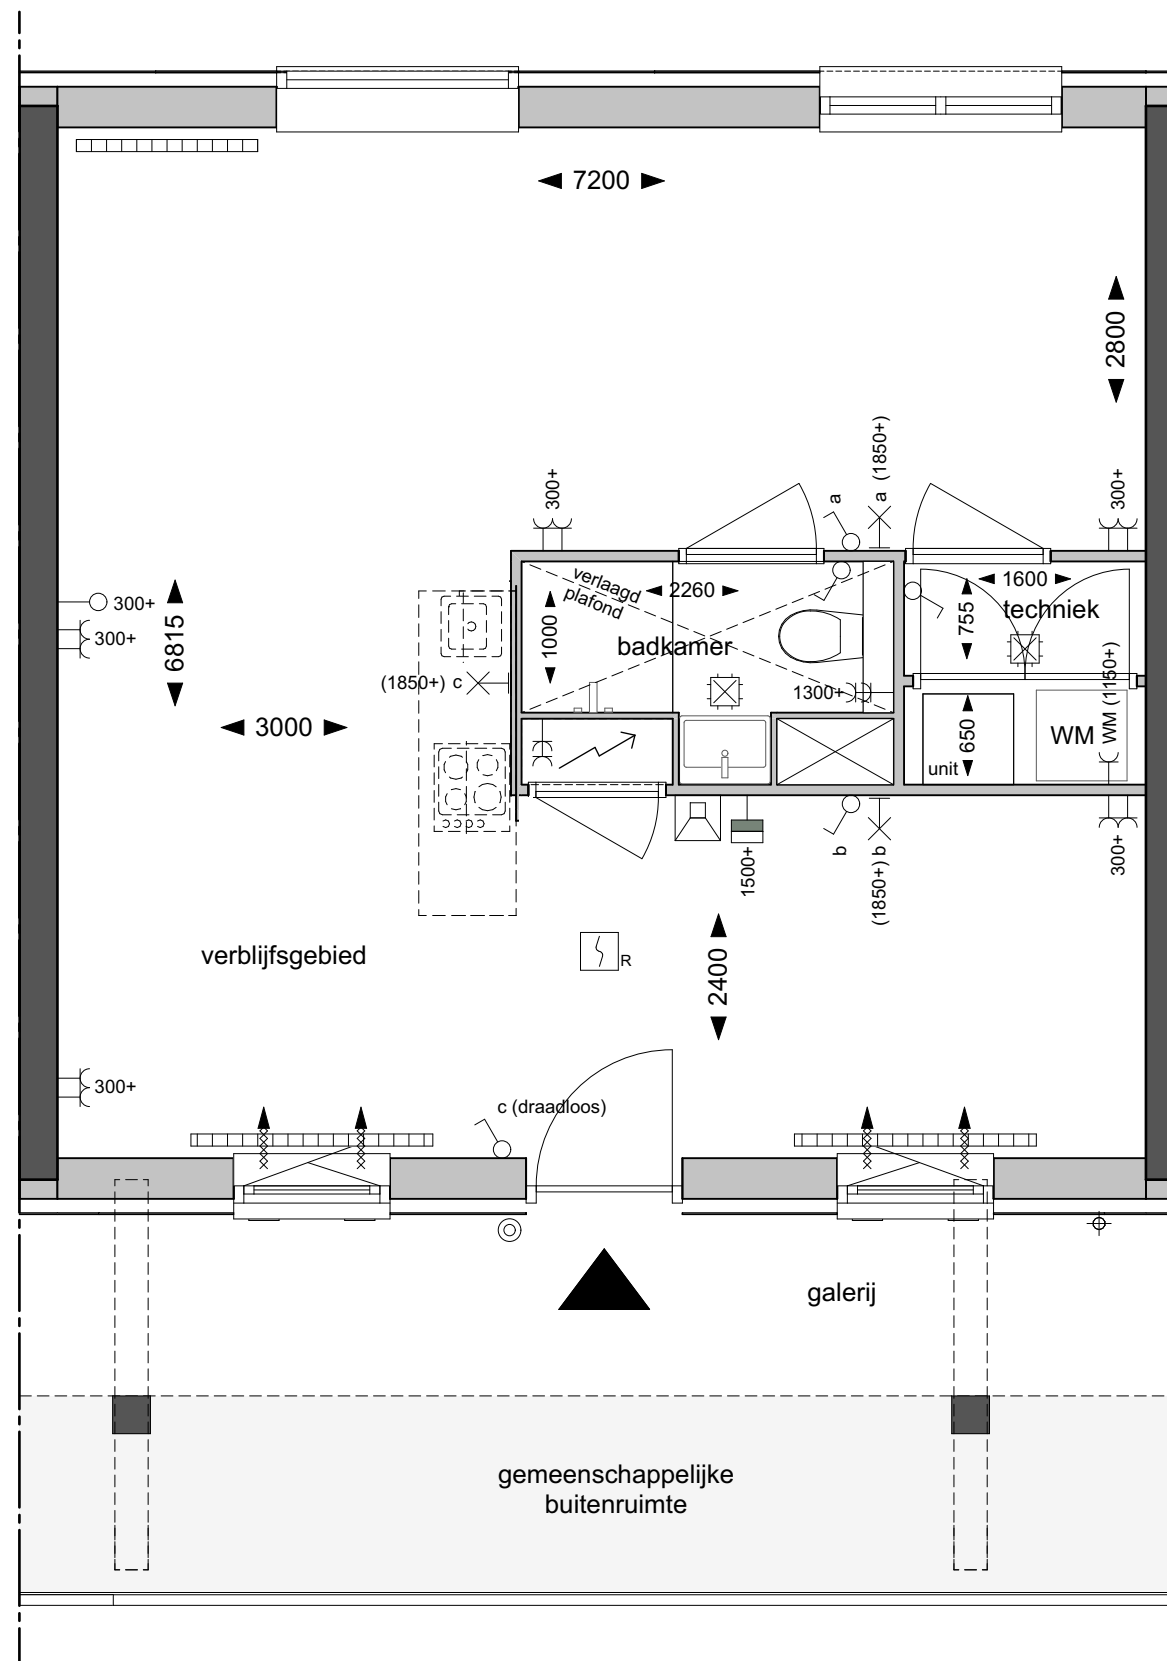 7200
2800
a (1850+)
a
300+
300+
verlaagd
plafond
2260
1600
300+
6815
1000
755
techniek
300+
badkamer
(1850+) c
1300+
WM (1150+)
3000
650
WM
unit
1500+
b
(1850+) b
300+
verblijfsgebied
R
2400
300+
c (draadloos)
galerij
gemeenschappelijke
buitenruimte